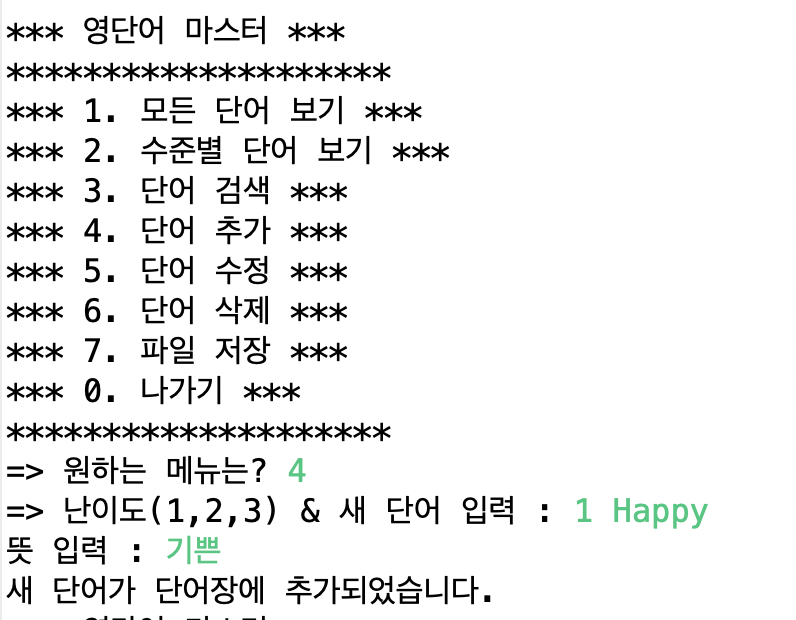 *** 영단어 마스터 ***
********************
*** 1. 모든 단어 보기 ***
*** 2. 수준별 단어 보기 ***
*** 3. 단어 검색 ***
*** 4. 단어 추가 ***
*** 5. 단어 수정 ***
*** 6. 단어 삭제 ***
*** 7. 파일 저장 ***
*** 0. 나가기 ***
********************
=> 원하는 메뉴는? 4
=> 난이도(1,2,3) & 새 단어 입력 : 1 Happy
뜻 입력 : 기쁜
새 단어가 단어장에 추가되었습니다.